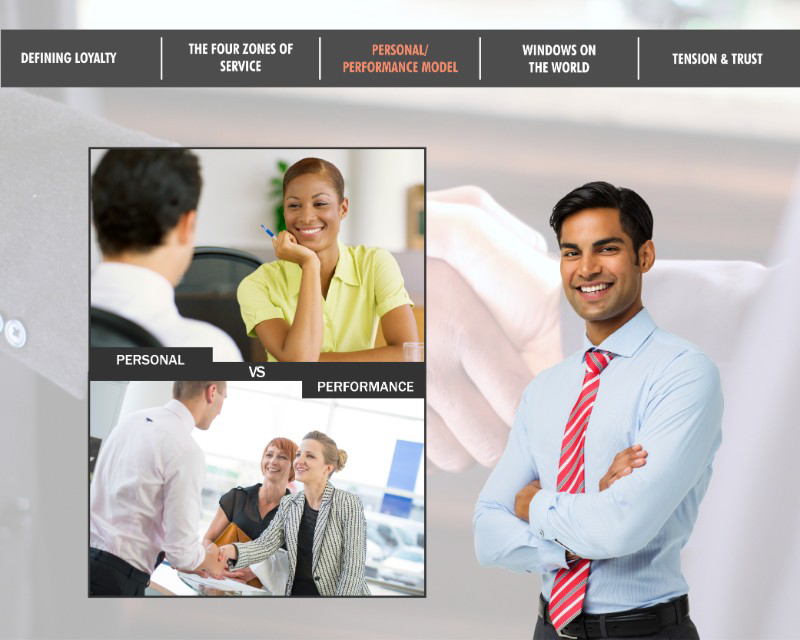 DEFINING LOYALTY
THE FOUR ZONES OF
SERVICE
PERSONAL/
PERFORMANCE MODEL
WINDOWS ON
THE WORLD
TENSION & TRUST
PERSONAL
VS
PERFORMANCE